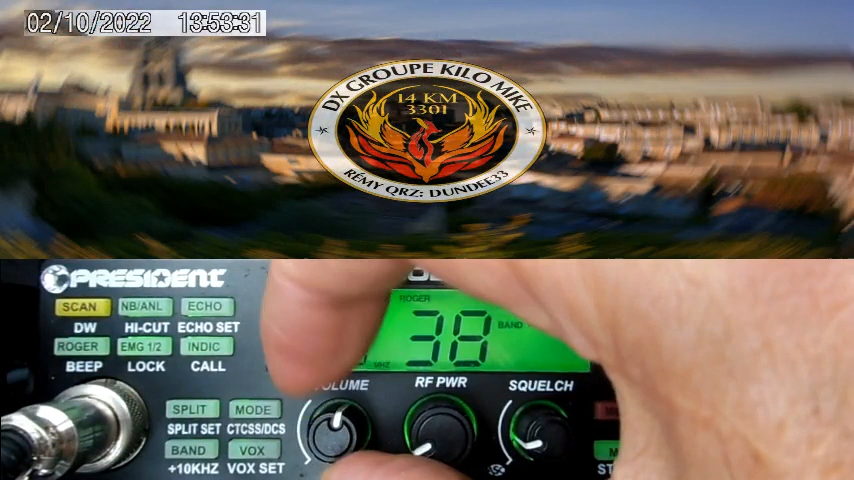 02/10/2022 13:53:31
DX GROUPE KILO MIKE
14 KM
3301
RÉMY QRZ: DUNDEE33
PRESIDENT
SCAN NB/ANL ECHO
DW HI-CUT ECHO SET
ROGER EMG 1/2 INDIC
BEEP LOCK CALL
SPLIT MODE
SPLIT SET CTCSS/DCS
BAND VOX
+10KHZ VOX SET
ROGER
38
BAND
MHZ
VOLUME RF PWR SQUELCH